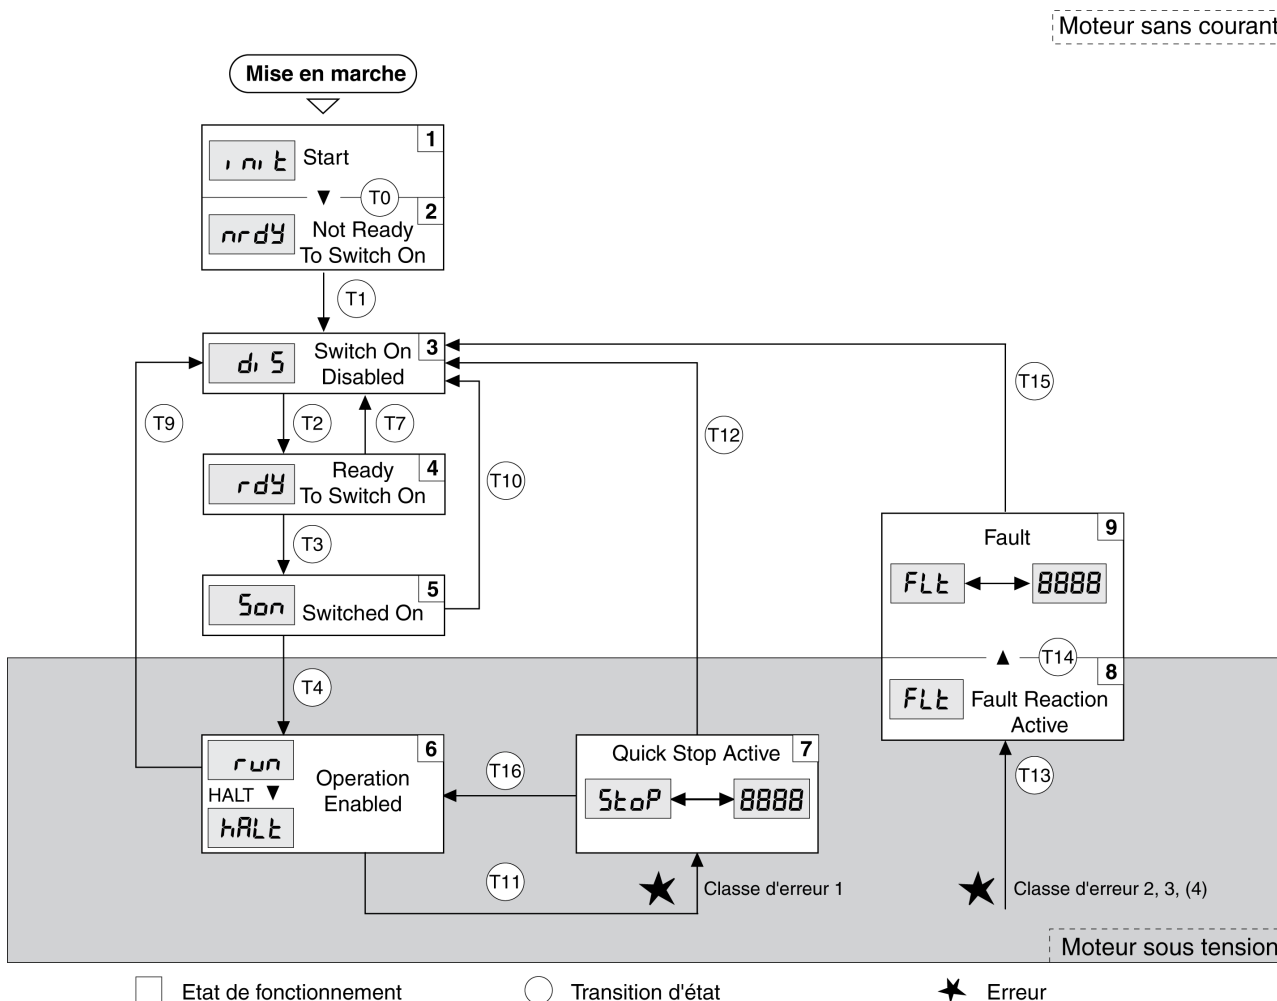 Moteur sans courant
Mise en marche
1
init
Start
T0
2
nrdy
Not Ready
To Switch On
T1
diS
Switch On
Disabled
3
T15
T9
T2
T7
T12
rdy
Ready
To Switch On
4
T10
T3
9
Fault
FLt
8888
Son
Switched On
5
T14
8
T4
FLt
Fault Reaction
Active
run
HALT
hALt
Operation
Enabled
6
T16
Quick Stop Active
7
StoP
8888
T13
T11
Classe d'erreur 1
Classe d'erreur 2, 3, (4)
Moteur sous tension
Etat de fonctionnement
Transition d'état
Erreur